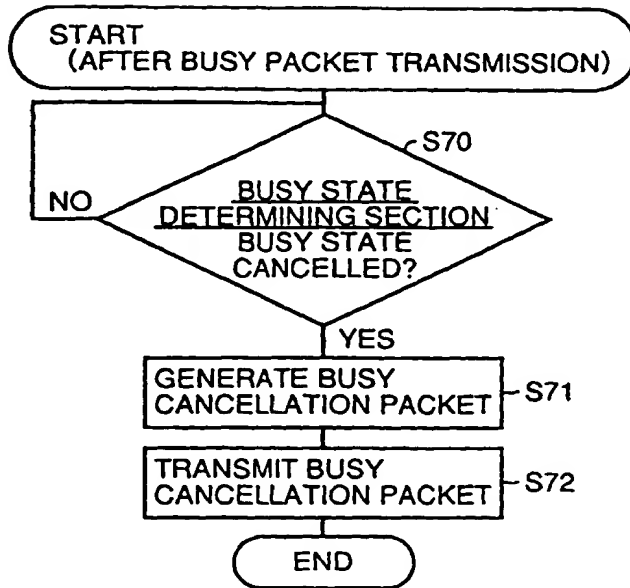 START
(AFTER BUSY PACKET TRANSMISSION)
S70
NO
BUSY STATE
DETERMINING SECTION
BUSY STATE
CANCELLED?
YES
GENERATE BUSY
CANCELLATION PACKET
S71
TRANSMIT BUSY
CANCELLATION PACKET
S72
END